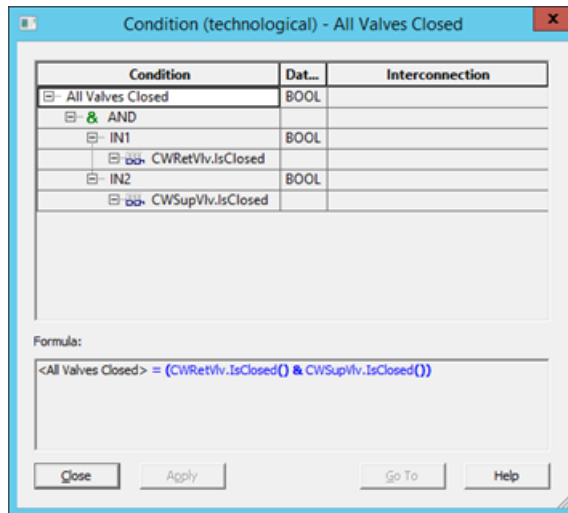 Condition (technological) - All Valves Closed
x
Condition Dat... Interconnection
All Valves Closed BOOL
& AND
IN1 BOOL
CWRetVlv.IsClosed
IN2 BOOL
CWSupVlv.IsClosed
Formula:
<All Valves Closed> = (CWRetVlv.IsClosed() & CWSupVlv.IsClosed())
Close Apply Go To Help